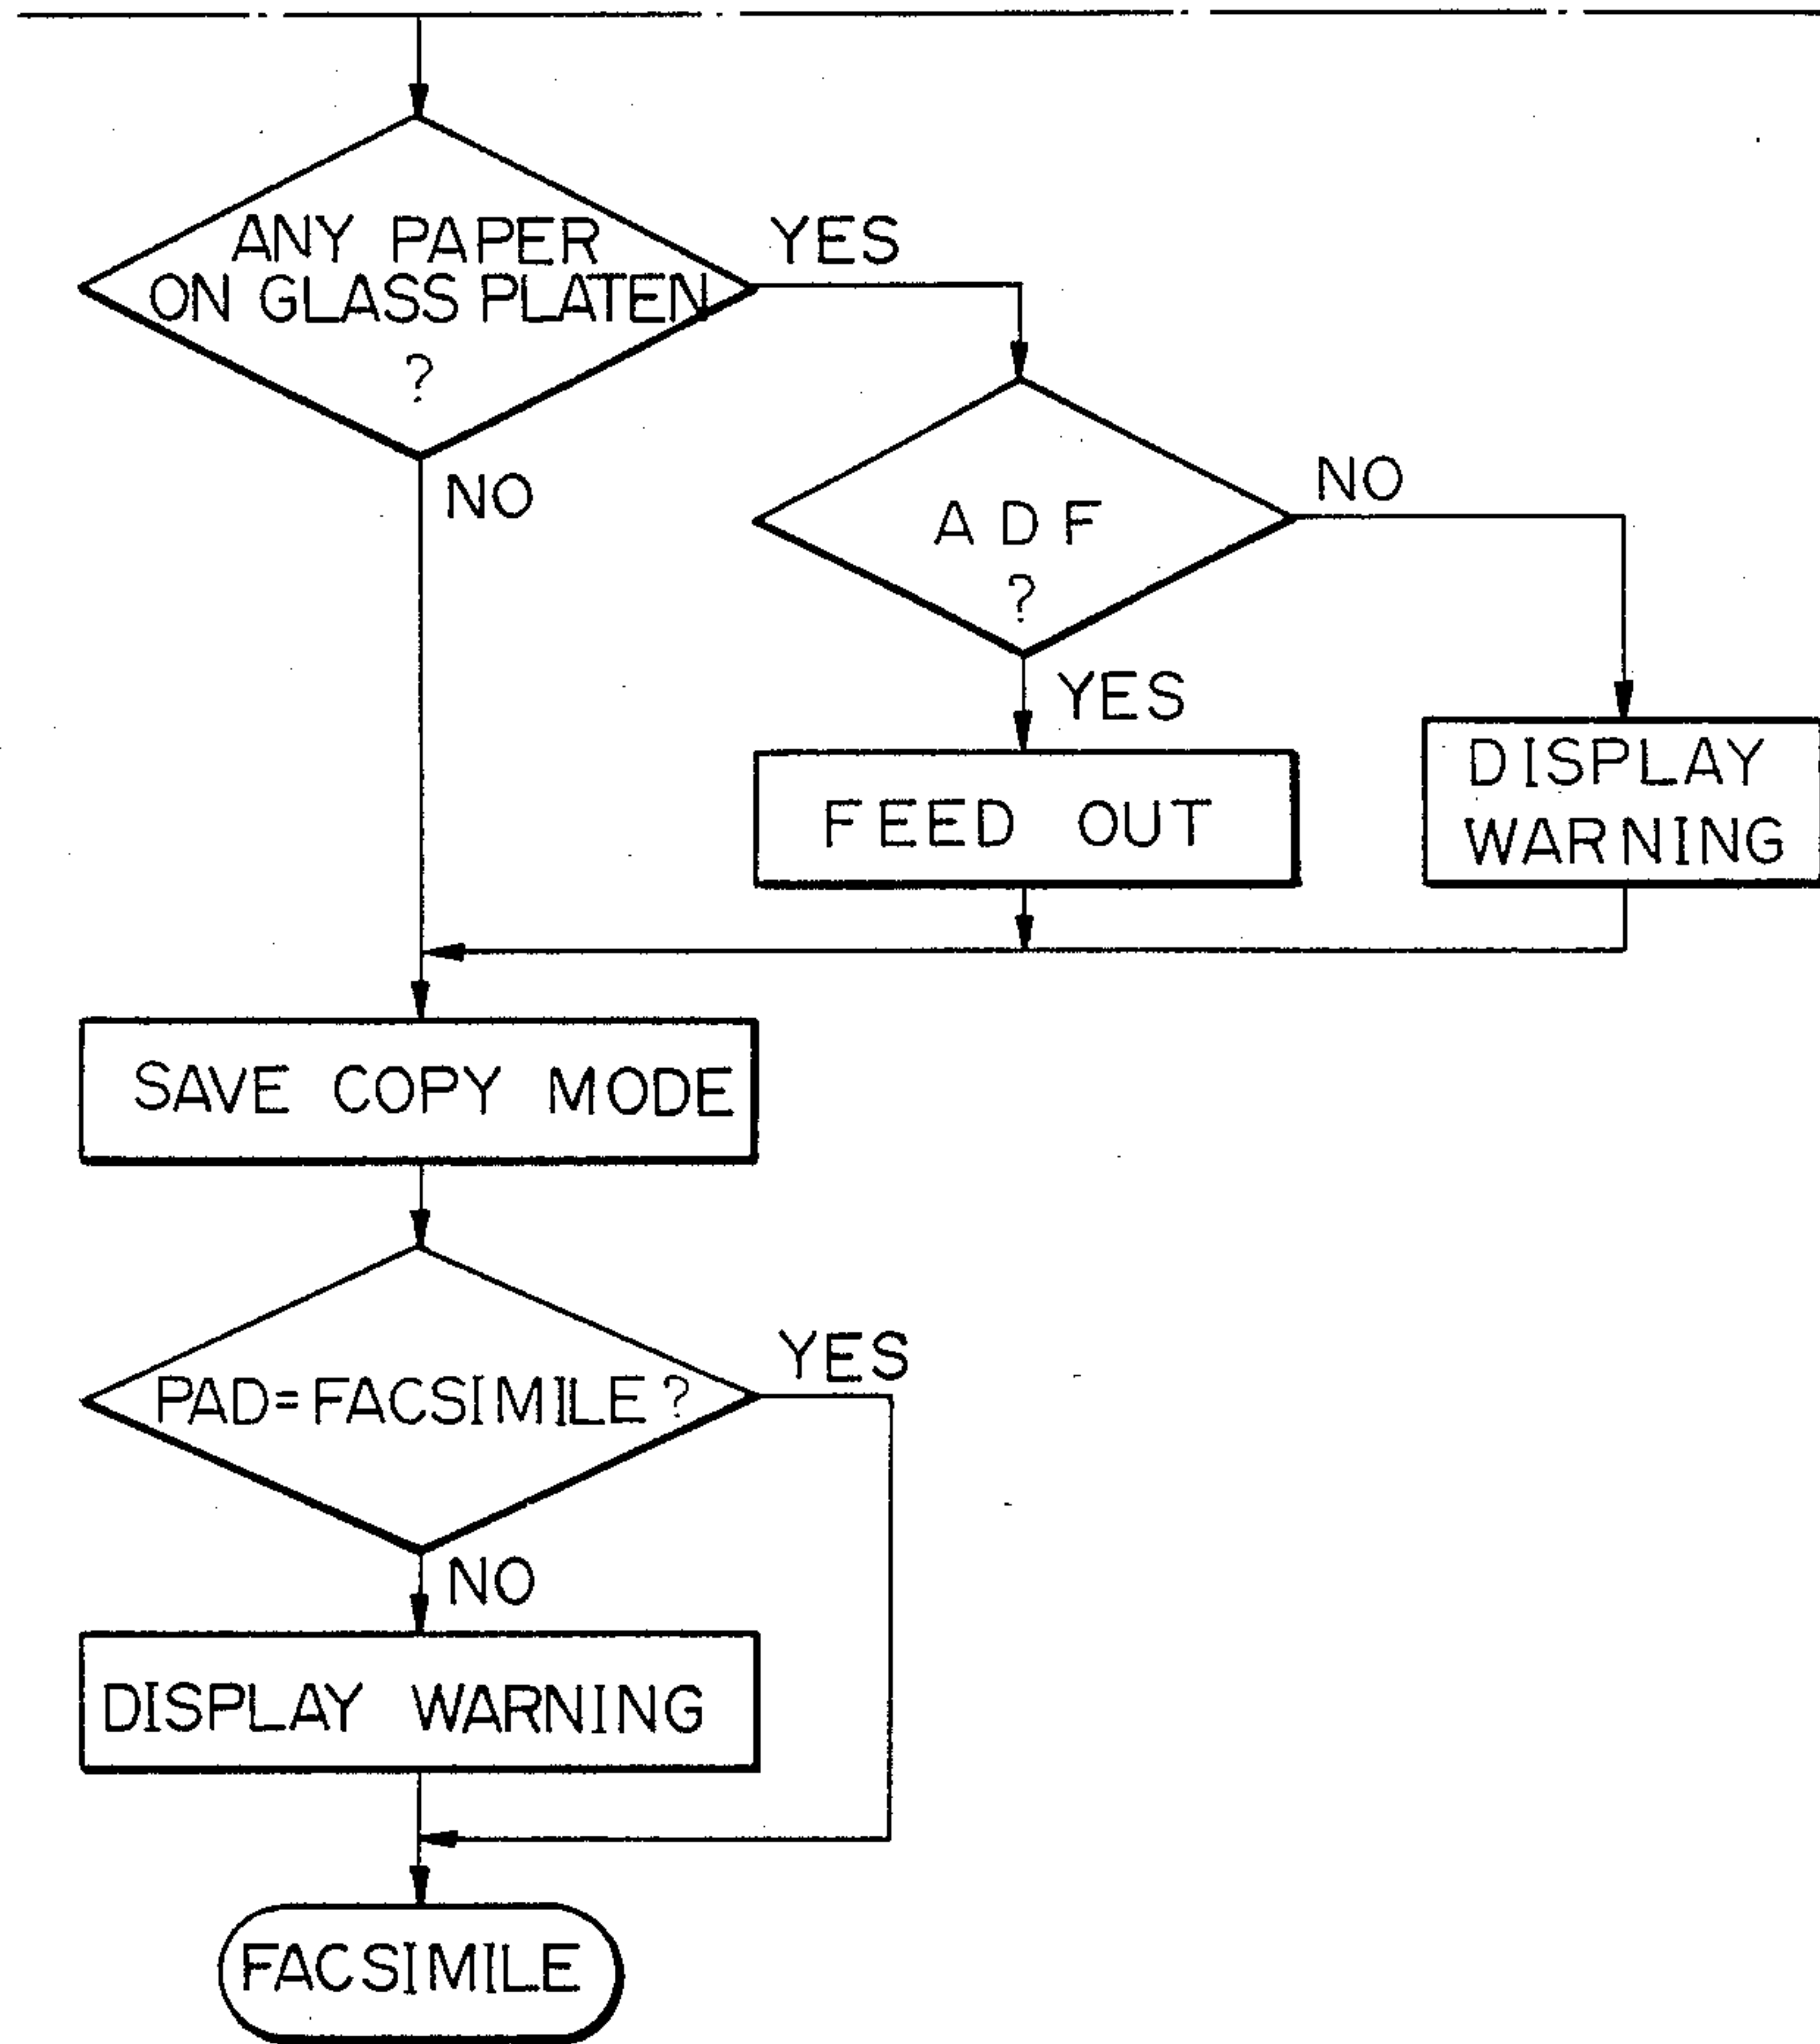 ANY PAPER
ON GLASS PLATEN
?
YES
NO
A D F
?
NO
YES
FEED OUT
DISPLAY
WARNING
SAVE COPY MODE
PAD=FACSIMILE?
YES
NO
DISPLAY WARNING
FACSIMILE